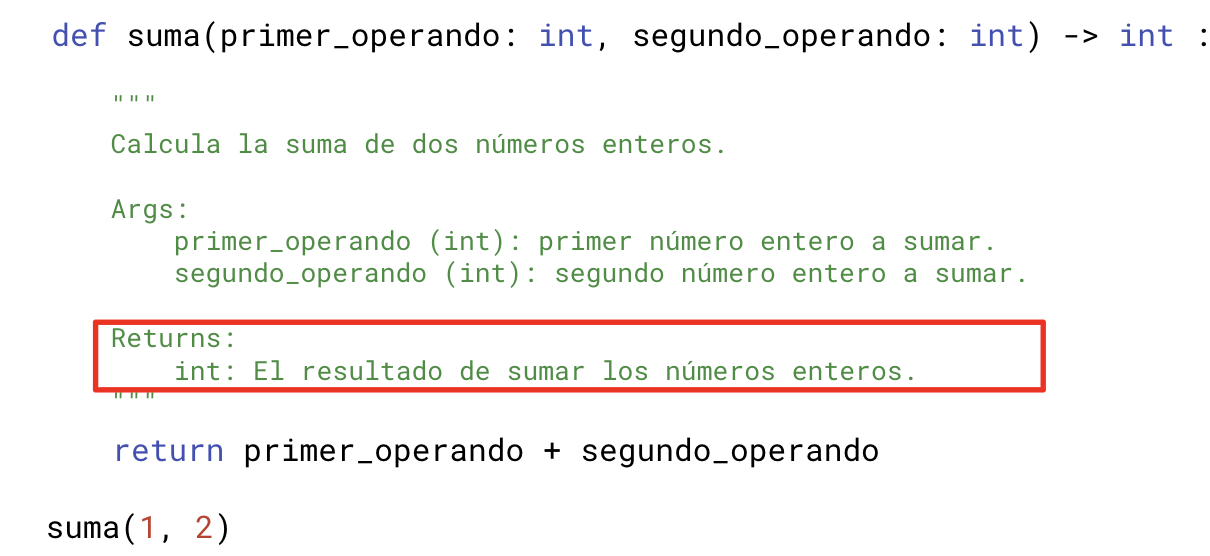 def suma(primer_operando: int, segundo_operando: int) -> int :
"""
Calcula la suma de dos números enteros.
Args:
primer_operando (int): primer número entero a sumar.
segundo_operando (int): segundo número entero a sumar.
Returns:
int: El resultado de sumar los números enteros.
"""
return primer_operando + segundo_operando
suma(1, 2)